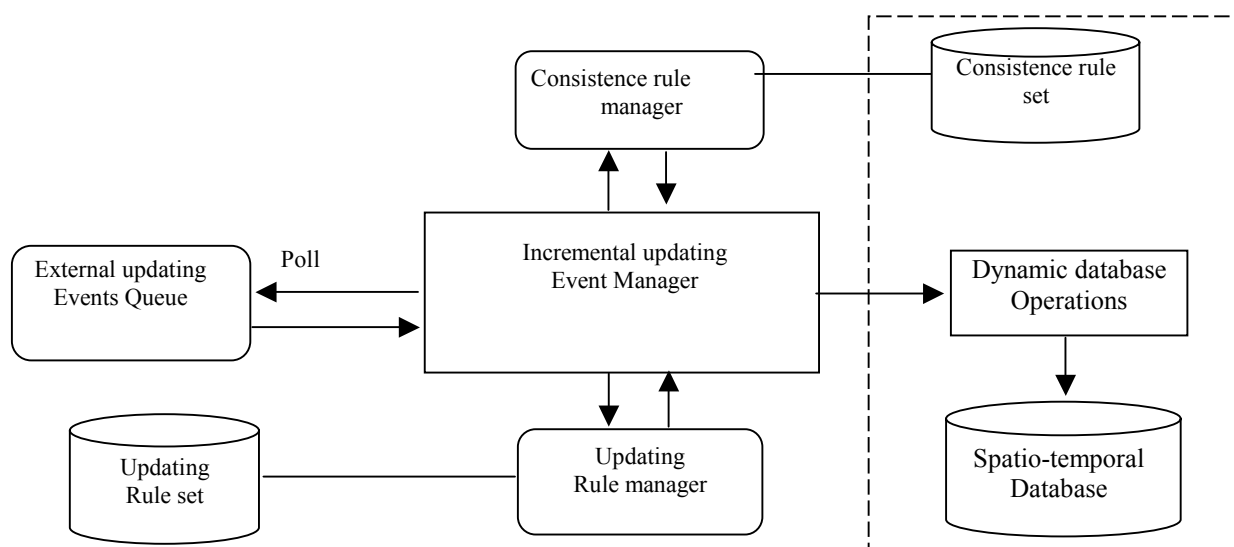 Consistence rule
manager
Consistence rule
set
External updating
Events Queue
Poll
Incremental updating
Event Manager
Dynamic database
Operations
Updating
Rule set
Updating
Rule manager
Spatio-temporal
Database